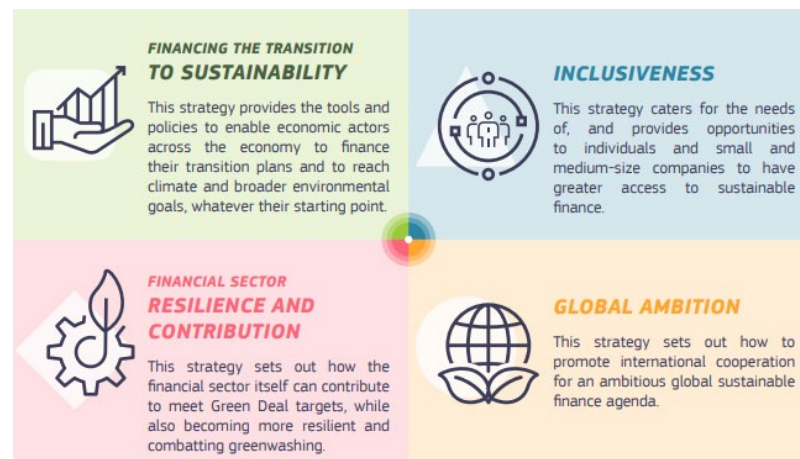 FINANCING THE TRANSITION
TO SUSTAINABILITY
This strategy provides the tools and
policies to enable economic actors
across the economy to finance
their transition plans and to reach
climate and broader environmental
goals, whatever their starting point.
INCLUSIVENESS
This strategy caters for the needs
of, and provides opportunities
to individuals and small and
medium-size companies to have
greater access to sustainable
finance.
FINANCIAL SECTOR
RESILIENCE AND
CONTRIBUTION
This strategy sets out how the
financial sector itself can contribute
to meet Green Deal targets, while
also becoming more resilient and
combatting greenwashing.
GLOBAL AMBITION
This strategy sets out how to
promote international cooperation
for an ambitious global sustainable
finance agenda.